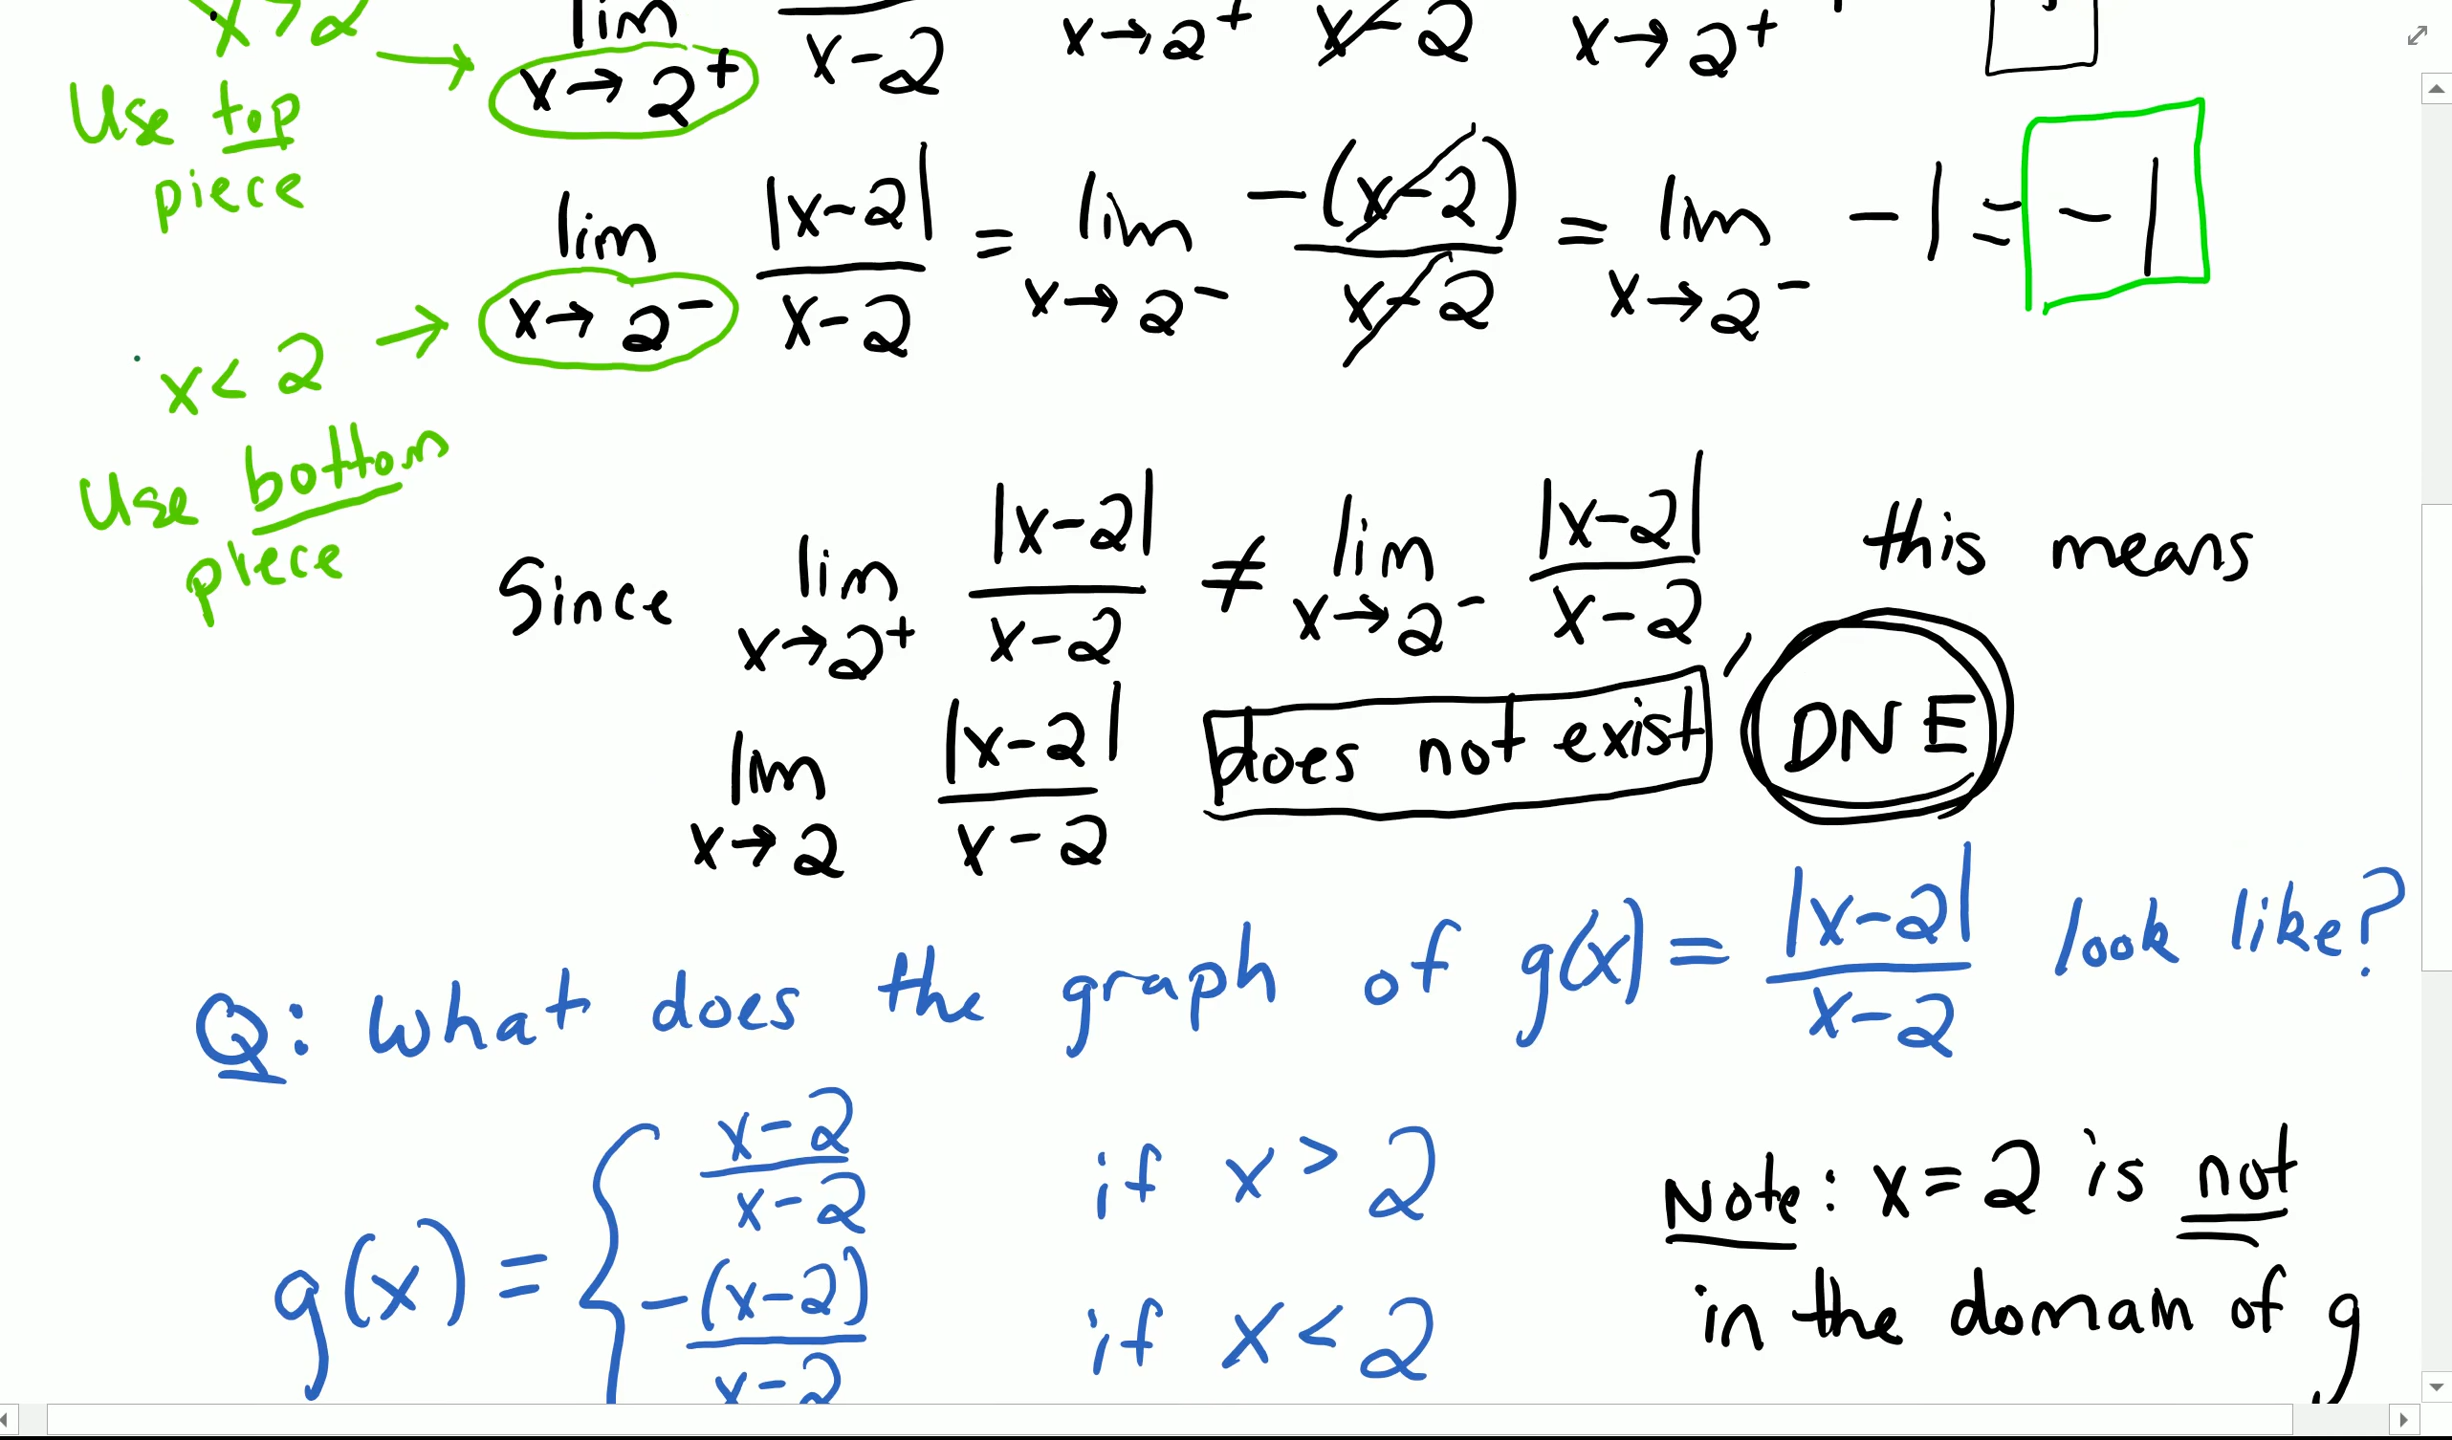 x→2
lim x→2⁺ ── x-2 x→2⁺ x-2 x→2⁺
Use top
piece
lim x→2⁻ |x-2|/x-2 = lim x→2⁻ -(x-2)/x-2 = lim x→2⁻ -1 = -1
x<2 →
Use bottom
piece
Since lim x→2⁺ |x-2|/x-2 ≠ lim x→2⁻ |x-2|/x-2 , this means
lim x→2 |x-2|/x-2 does not exist DNE
Q: What does the graph of g(x) = |x-2|/x-2 look like?
g(x) = { x-2/x-2 if x > 2
-(x-2)/x-2 if x < 2
Note: x=2 is not
in the domain of g